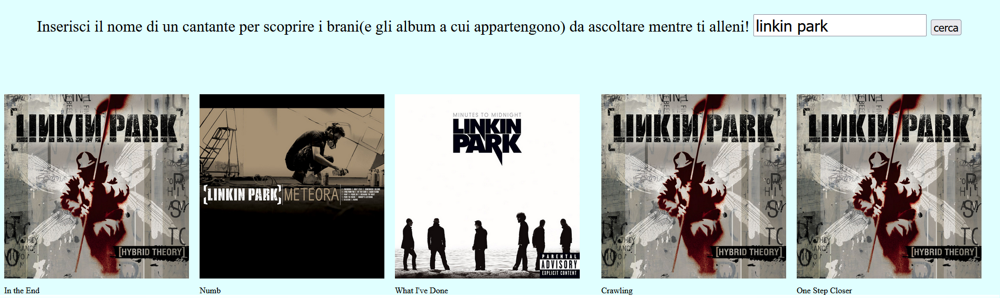 Inserisci il nome di un cantante per scoprire i brani(e gli album a cui appartengono) da ascoltare mentre ti alleni! linkin park cerca
LINKIN PARK
[HYBRID THEORY]
[LINKIN PARK] METEORA
MINUTES TO MIDNIGHT
LINKIN
PARK
PARENTAL
ADVISORY
EXPLICIT CONTENT
LINKIN PARK
[HYBRID THEORY]
LINKIN PARK
[HYBRID THEORY]
In the End
Numb
What I've Done
Crawling
One Step Closer